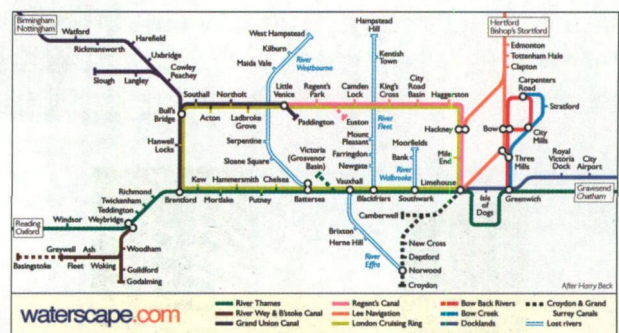 Birmingham
Nottingham
Watford
Rickmansworth
Harefield
Uxbridge
Cowley
Peachey
Slough
Langley
Bull's
Bridge
Southall
Northolt
Acton
Ladbroke
Grove
Hanwell
Locks
West Hampstead
Kilburn
Maida Vale
River
Westbourne
Little
Venice
Paddington
Serpentine
Sloane Square
Regent's
Park
Camden
Lock
King's
Cross
City
Road
Basin
Haggerston
Euston
Hampstead
Hill
Kentish
Town
River
Fleet
Mount
Pleasant
Farringdon
Newgate
Moorfields
Bank
River
Walbrooke
Victoria
(Grosvenor
Basin)
Hackney
Mile
End
Limehouse
Hertford
Bishop's Stortford
Edmonton
Tottenham Hale
Clapton
Carpenters
Road
Stratford
Bow
City
Mills
Three
Mills
Royal
Victoria
Dock
City
Airport
Kew
Hammersmith
Chelsea
Vauxhall
Brentford
Mortlake
Putney
Battersea
Blackfriars
Southwark
Isle
of
Dogs
Greenwich
Gravesend
Chatham
Richmond
Twickenham
Teddington
Weybridge
Windsor
Reading
Oxford
Greywell
Ash
Basingstoke
Fleet
Woking
Woodham
Guildford
Godalming
Camberwell
Brixton
Herne Hill
River
Effra
New Cross
Deptford
Norwood
Croydon
After Harry Beck
waterscape.com
River Thames
River Wey & B'stoke Canal
Grand Union Canal
Regent's Canal
Lee Navigation
London Cruising Ring
Bow Back Rivers
Bow Creek
Docklands
Croydon & Grand
Surrey Canals
Lost rivers